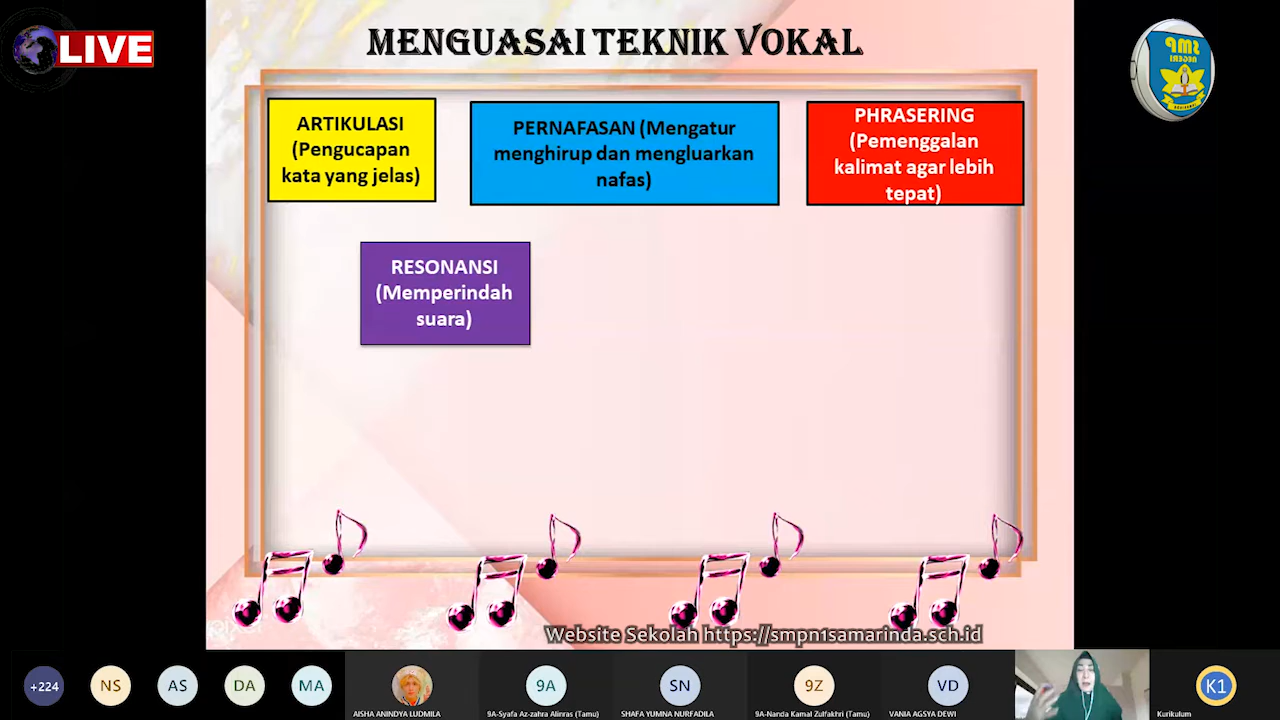 LIVE
MENGUASAI TEKNIK VOKAL
SMP
NEGERI
ARTIKULASI
(Pengucapan
kata yang jelas)
PERNAFASAN (Mengatur
menghirup dan mengluarkan
nafas)
PHRASERING
(Pemenggalan
kalimat agar lebih
tepat)
RESONANSI
(Memperindah
suara)
Website Sekolah https://smpn1samarinda.sch.id
+224
NS
AS
DA
MA
AISHA ANINDYA LUDMILA
9A
9A-Syafa Az-zahra Alinras (Tamu)
SN
SHAFA YUMNA NURFADILA
9Z
9A-Nanda Kamal Zulfakhri (Tamu)
VD
VANIA AGSYA DEWI
K1
Kurikulum